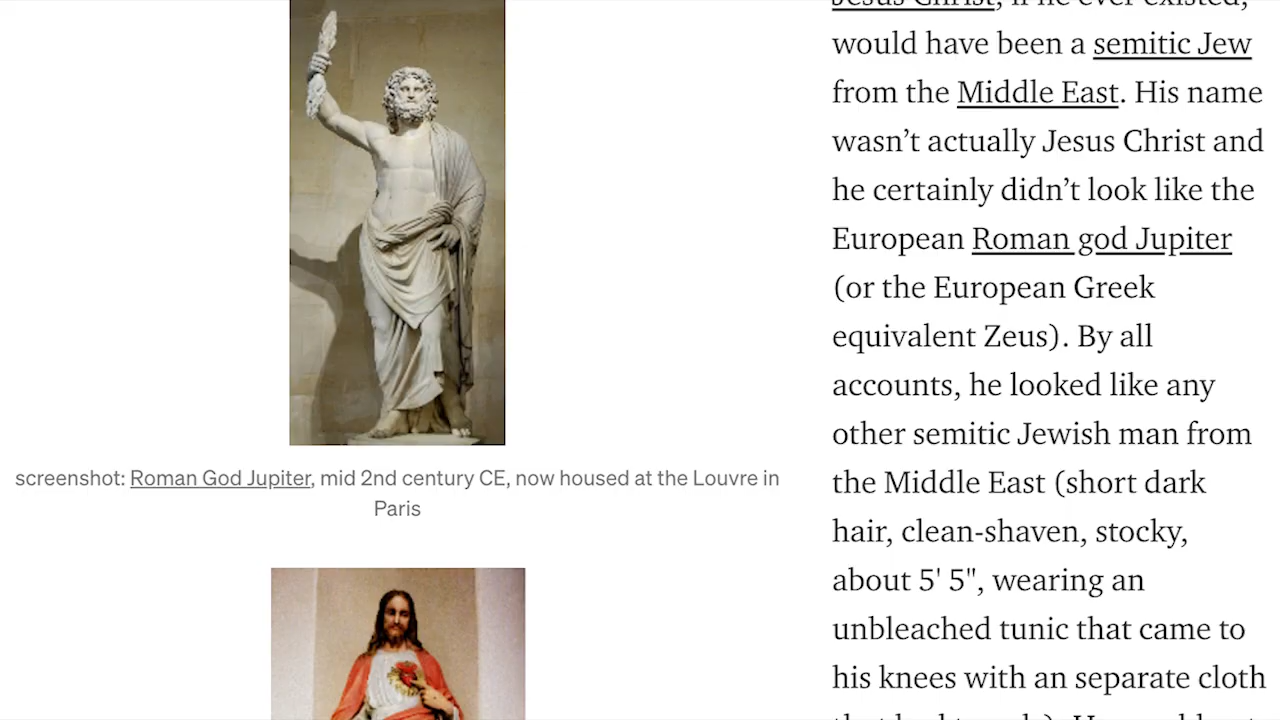 screenshot: Roman God Jupiter, mid 2nd century CE, now housed at the Louvre in
Paris
would have been a semitic Jew
from the Middle East. His name
wasn’t actually Jesus Christ and
he certainly didn’t look like the
European Roman god Jupiter
(or the European Greek
equivalent Zeus). By all
accounts, he looked like any
other semitic Jewish man from
the Middle East (short dark
hair, clean-shaven, stocky,
about 5' 5", wearing an
unbleached tunic that came to
his knees with an separate cloth